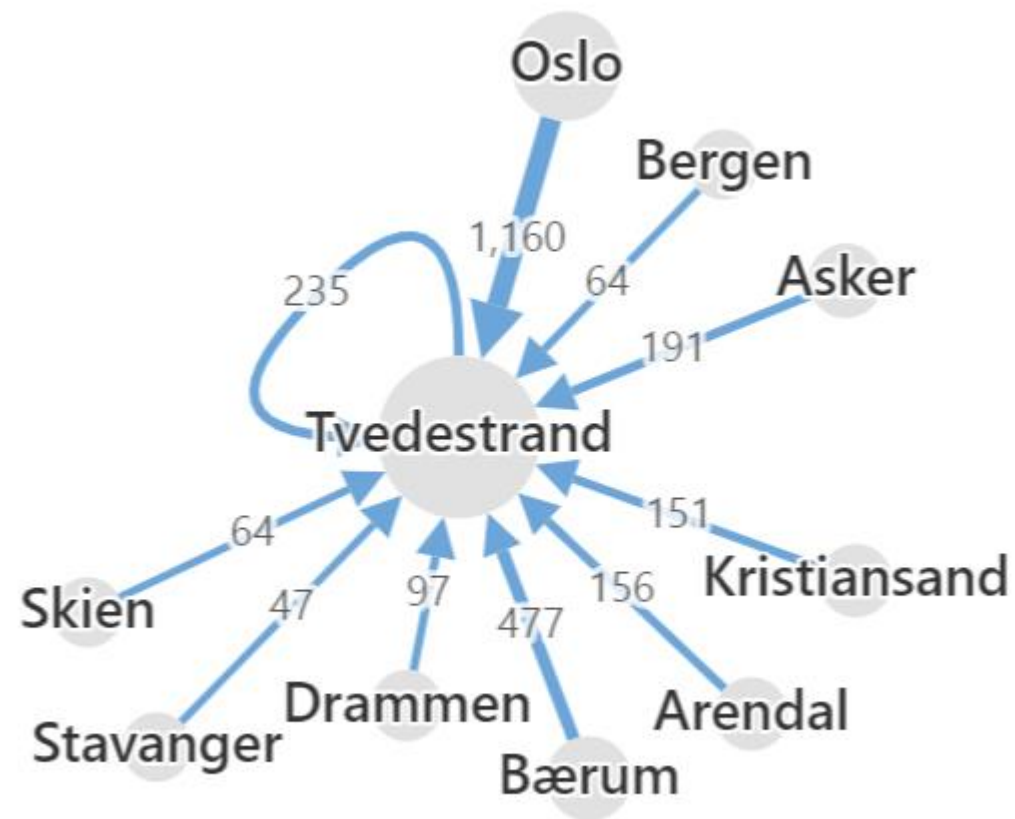 Oslo
Bergen
1,160
Asker
64
235
191
Tvedestrand
151
64
Kristiansand
156
97
47
477
Skien
Drammen
Arendal
Stavanger
Bærum